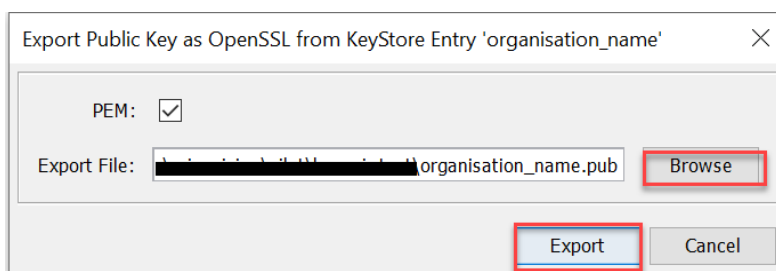 Export Public Key as OpenSSL from KeyStore Entry 'organisation_name'
PEM:
Export File: \organisation_name.pub Browse
Export Cancel